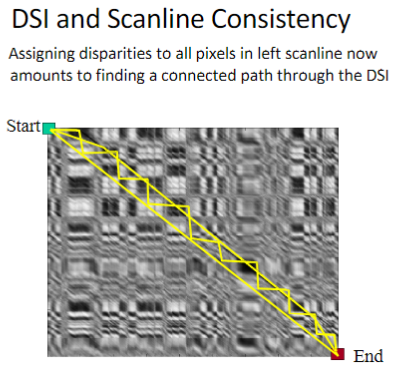 DSI and Scanline Consistency
Assigning disparities to all pixels in left scanline now
amounts to finding a connected path through the DSI
Start
End